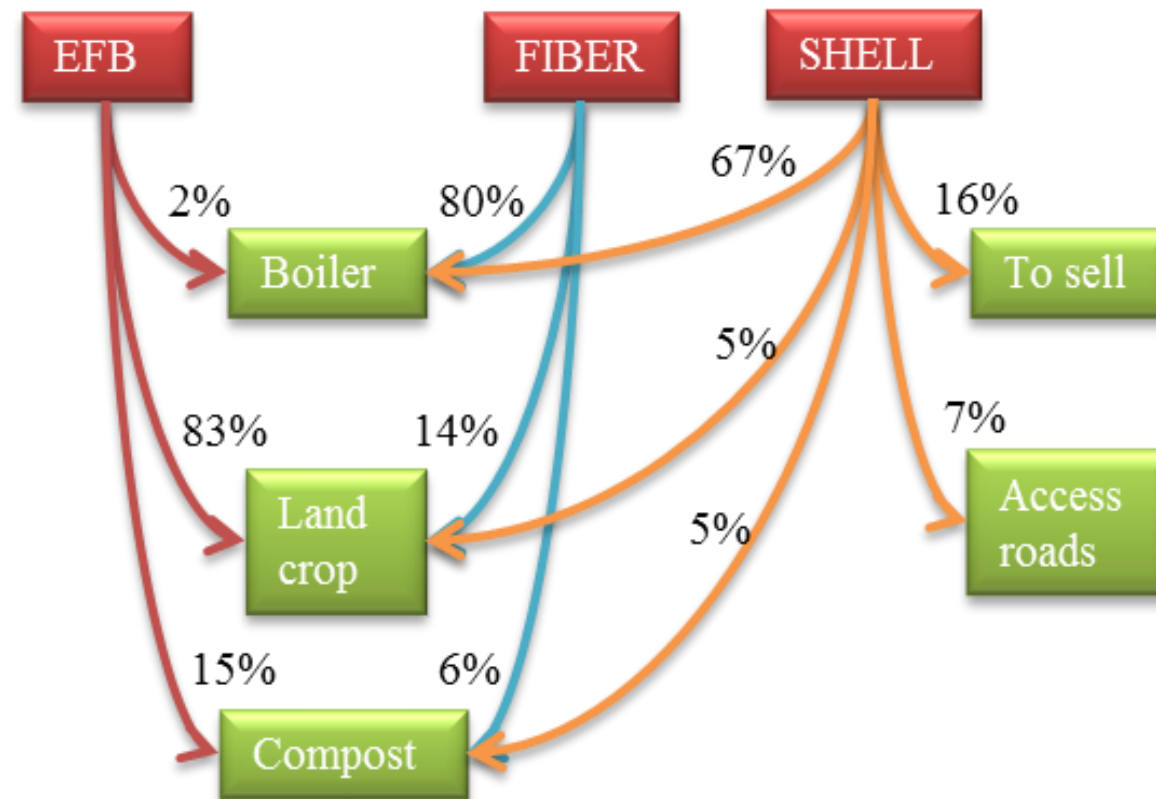 EFB
FIBER
SHELL
67%
2%
80%
16%
Boiler
To sell
5%
83%
14%
7%
Land
crop
Access
roads
5%
15%
6%
Compost